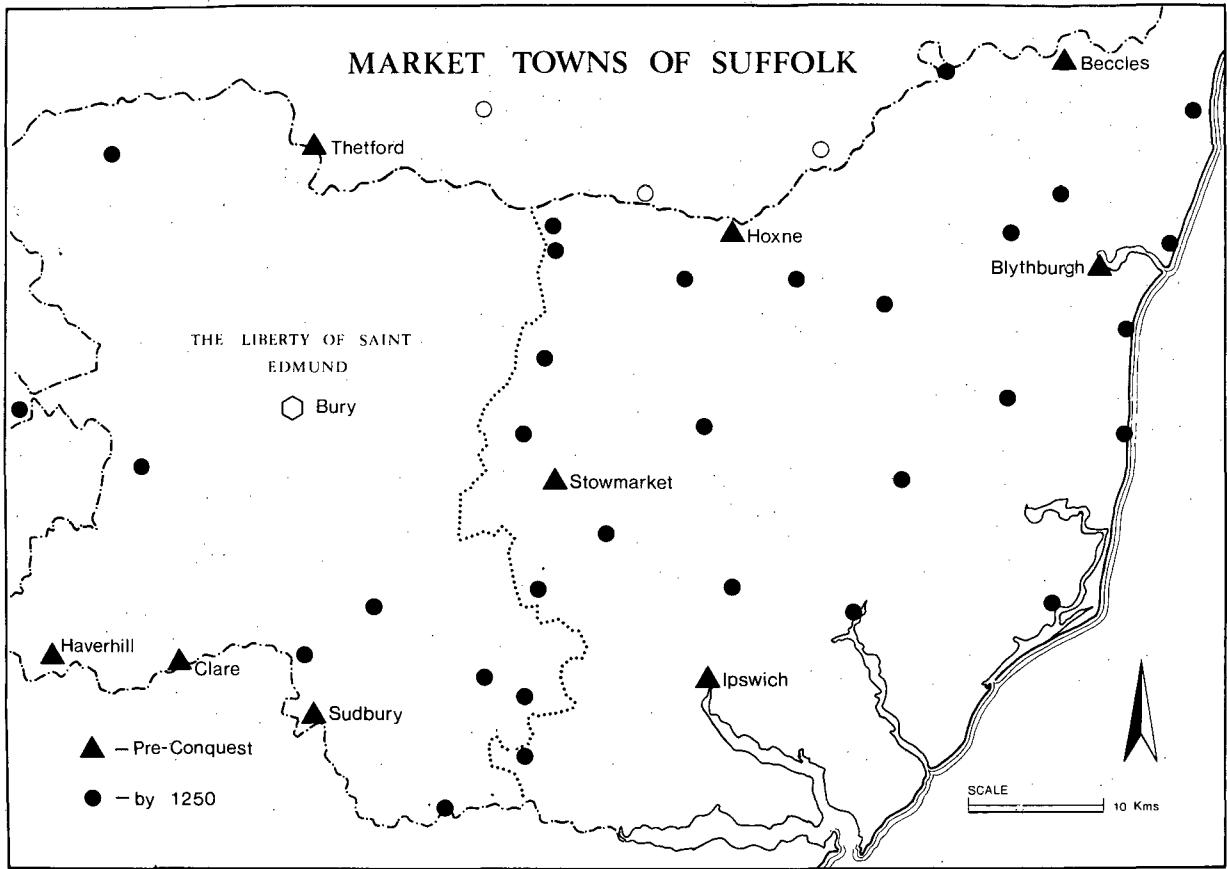 MARKET TOWNS OF SUFFOLK
Beccles
Thetford
Hoxne
Blythburgh
THE LIBERTY OF SAINT
EDMUND
Bury
Stowmarket
Haverhill
Clare
Ipswich
Sudbury
– Pre-Conquest
– by 1250
SCALE
10 Kms